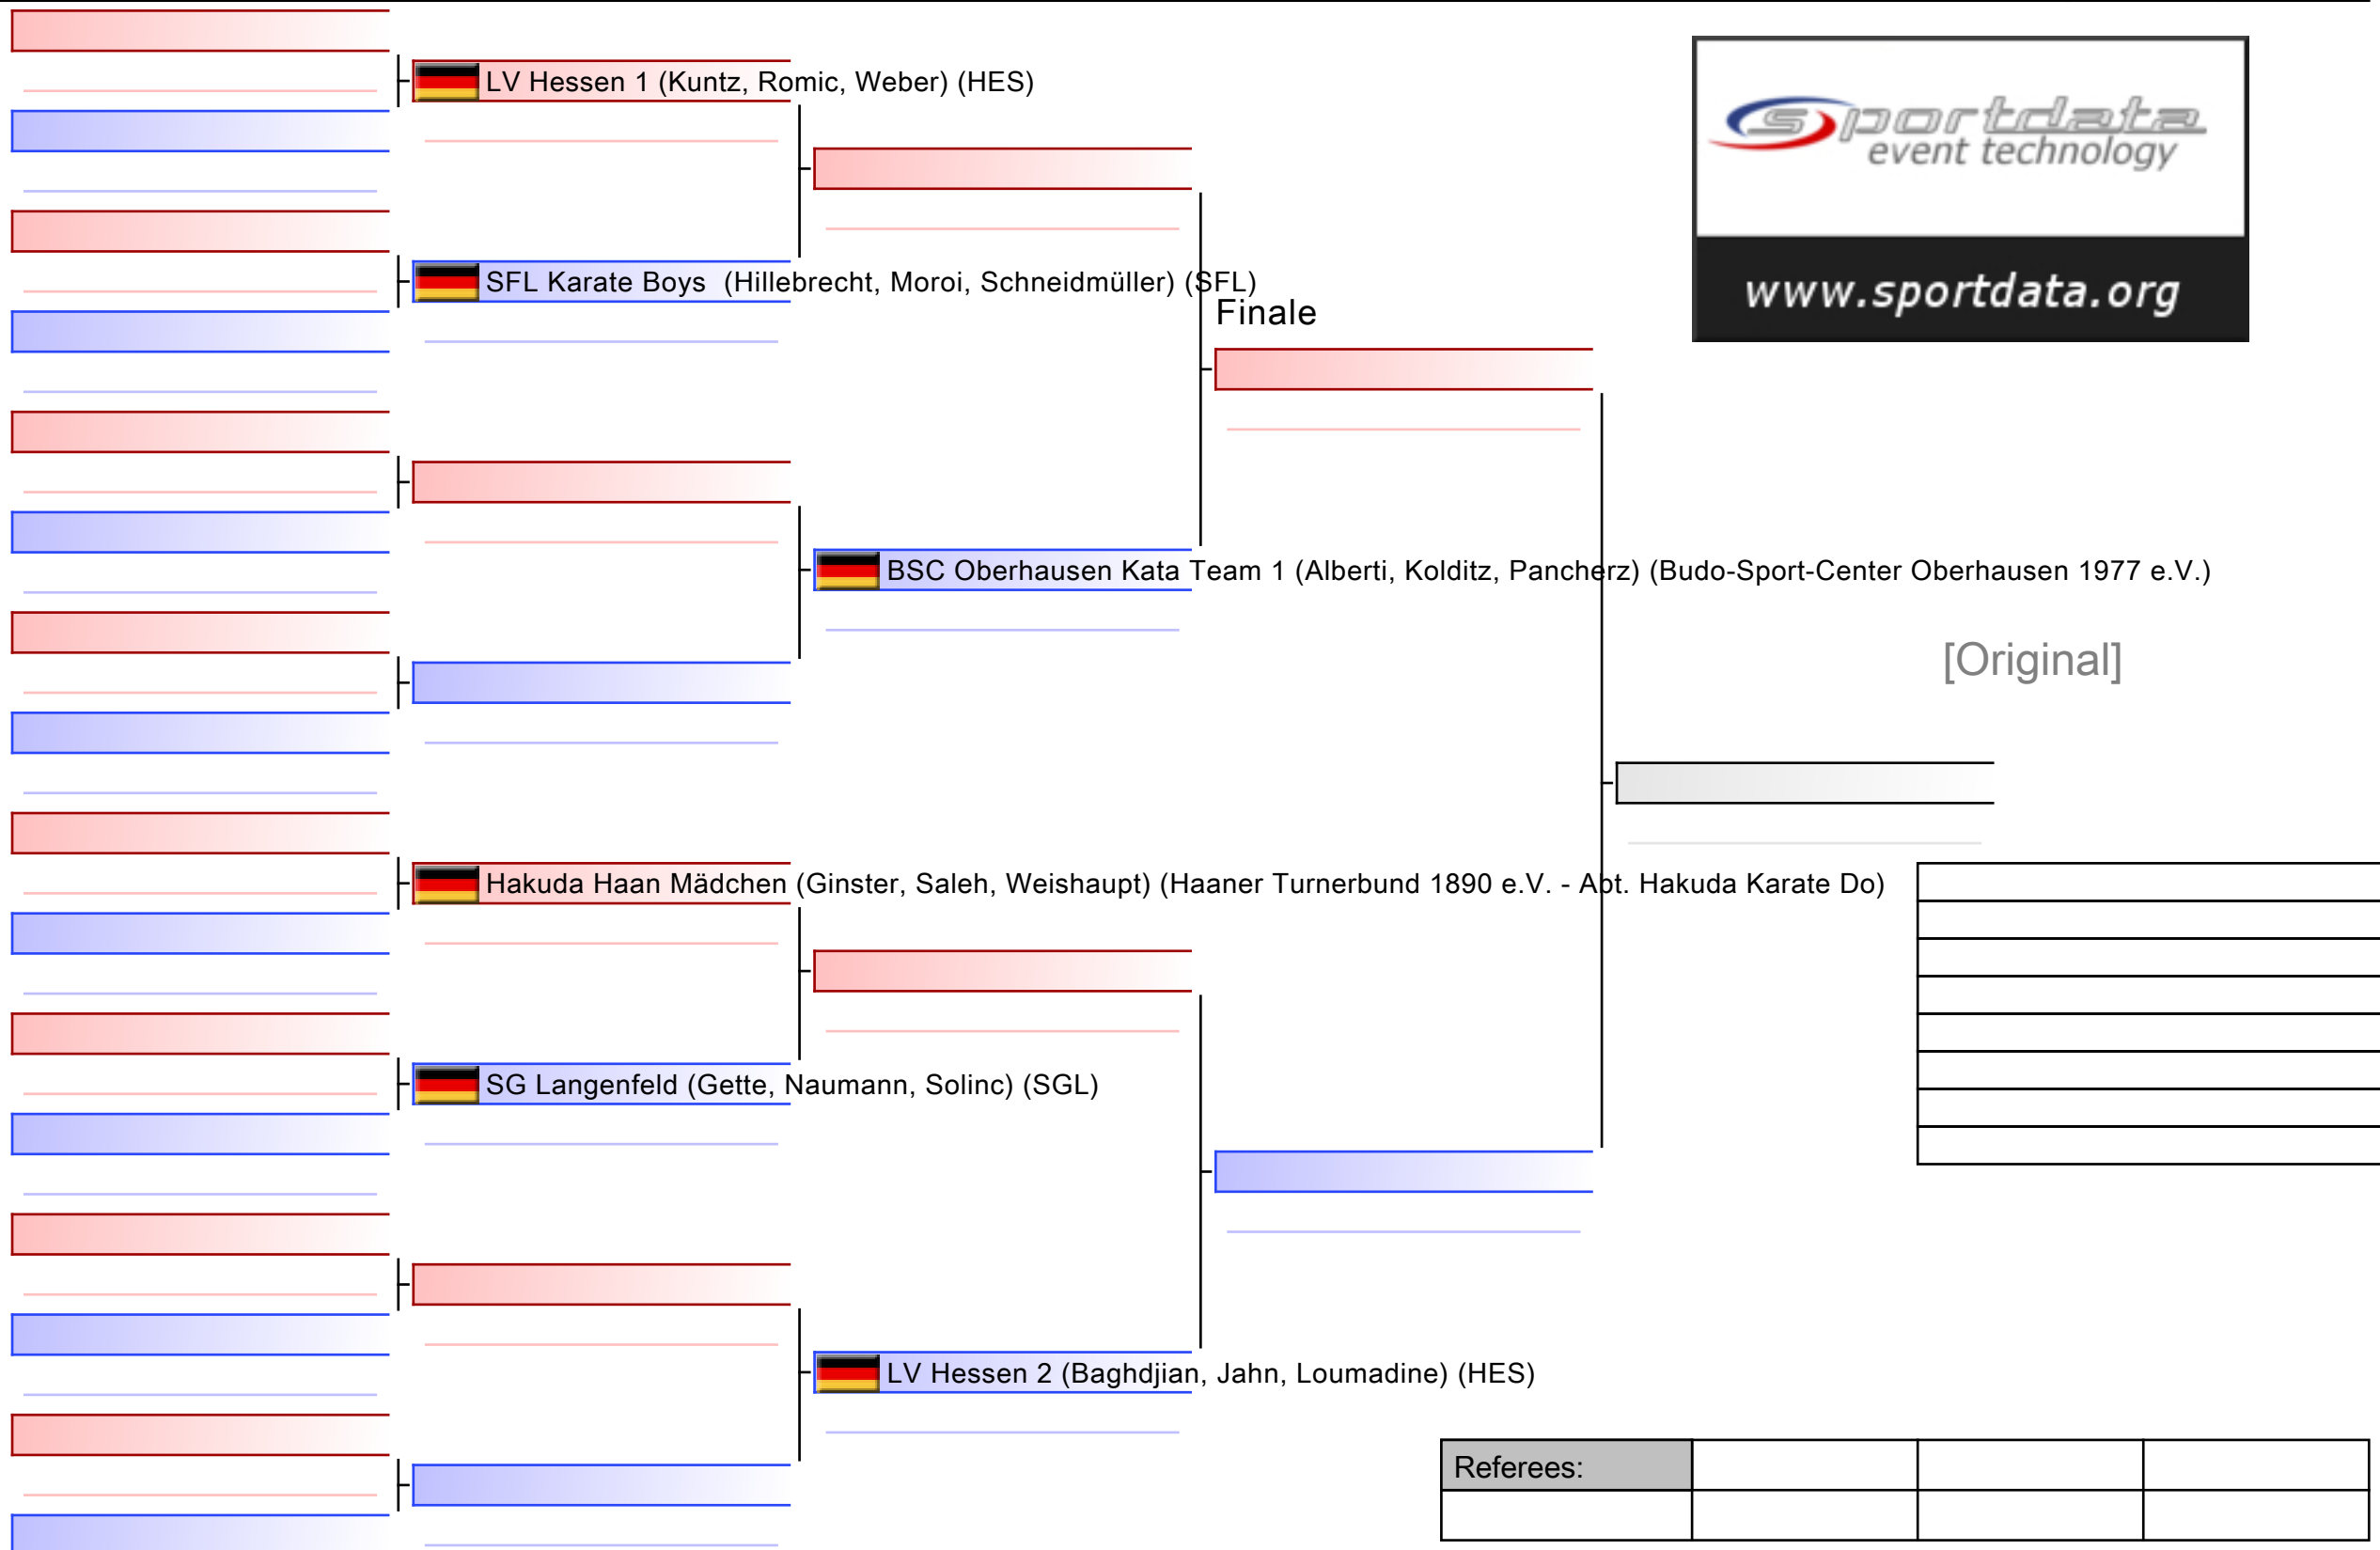 LV Hessen 1 (Kuntz, Romic, Weber) (HES)
sportdata
event technology
www.sportdata.org
SFL Karate Boys  (Hillebrecht, Moroi, Schneidmüller) (SFL)
Finale
BSC Oberhausen Kata Team 1 (Alberti, Kolditz, Pancherz) (Budo-Sport-Center Oberhausen 1977 e.V.)
[Original]
Hakuda Haan Mädchen (Ginster, Saleh, Weishaupt) (Haaner Turnerbund 1890 e.V. - Abt. Hakuda Karate Do)
SG Langenfeld (Gette, Naumann, Solinc) (SGL)
LV Hessen 2 (Baghdjian, Jahn, Loumadine) (HES)
Referees: